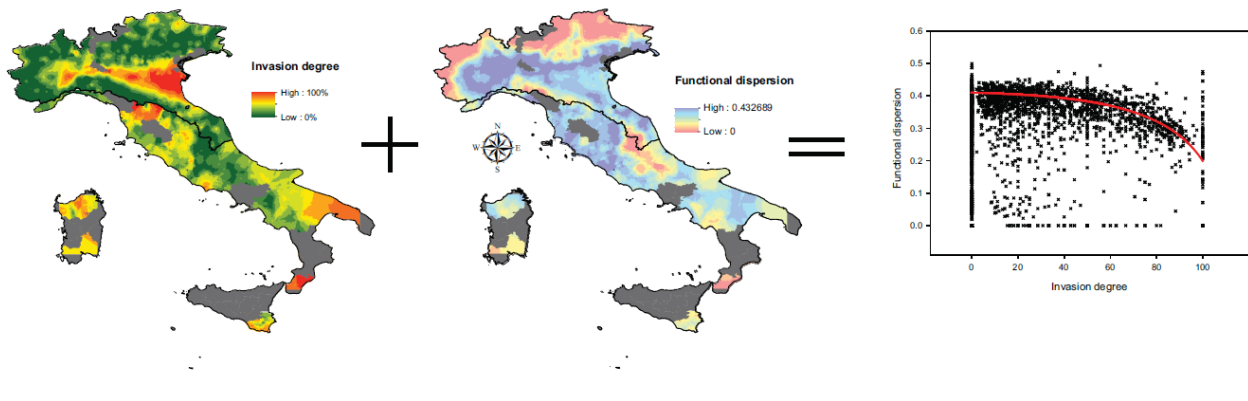 Invasion degree
High : 100%
Low : 0%
+
N
W E
S
Functional dispersion
High : 0.432689
Low : 0
=
0.6
0.5
0.4
0.3
0.2
0.1
0.0
Functional dispersion
0 20 40 60 80 100
Invasion degree